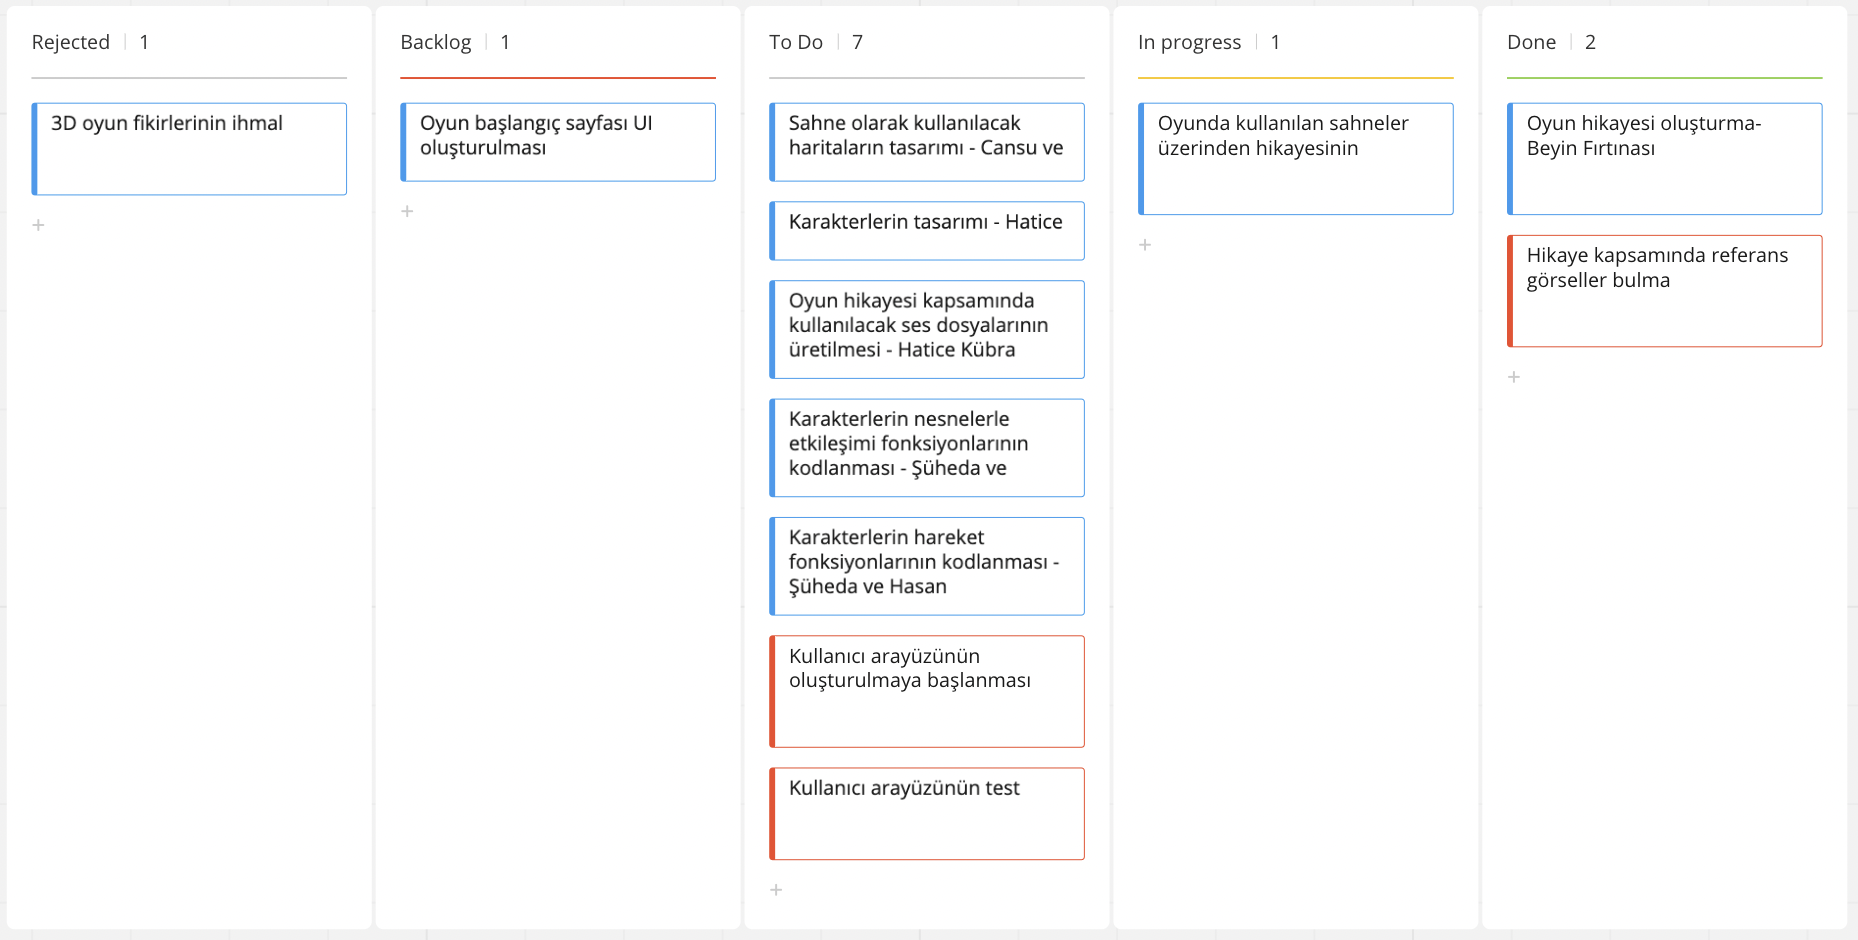 Rejected | 1
3D oyun fikirlerinin ihmal
+
Backlog | 1
Oyun başlangıç sayfası UI
oluşturulması
+
To Do | 7
Sahne olarak kullanılacak
haritaların tasarımı - Cansu ve
Karakterlerin tasarımı - Hatice
Oyun hikayesi kapsamında
kullanılacak ses dosyalarının
üretilmesi - Hatice Kübra
Karakterlerin nesnelerle
etkileşimi fonksiyonlarının
kodlanması - Şüheda ve
Karakterlerin hareket
fonksiyonlarının kodlanması -
Şüheda ve Hasan
Kullanıcı arayüzünün
oluşturulmaya başlanması
Kullanıcı arayüzünün test
+
In progress | 1
Oyunda kullanılan sahneler
üzerinden hikayesinin
+
Done | 2
Oyun hikayesi oluşturma-
Beyin Fırtınası
Hikaye kapsamında referans
görseller bulma
+